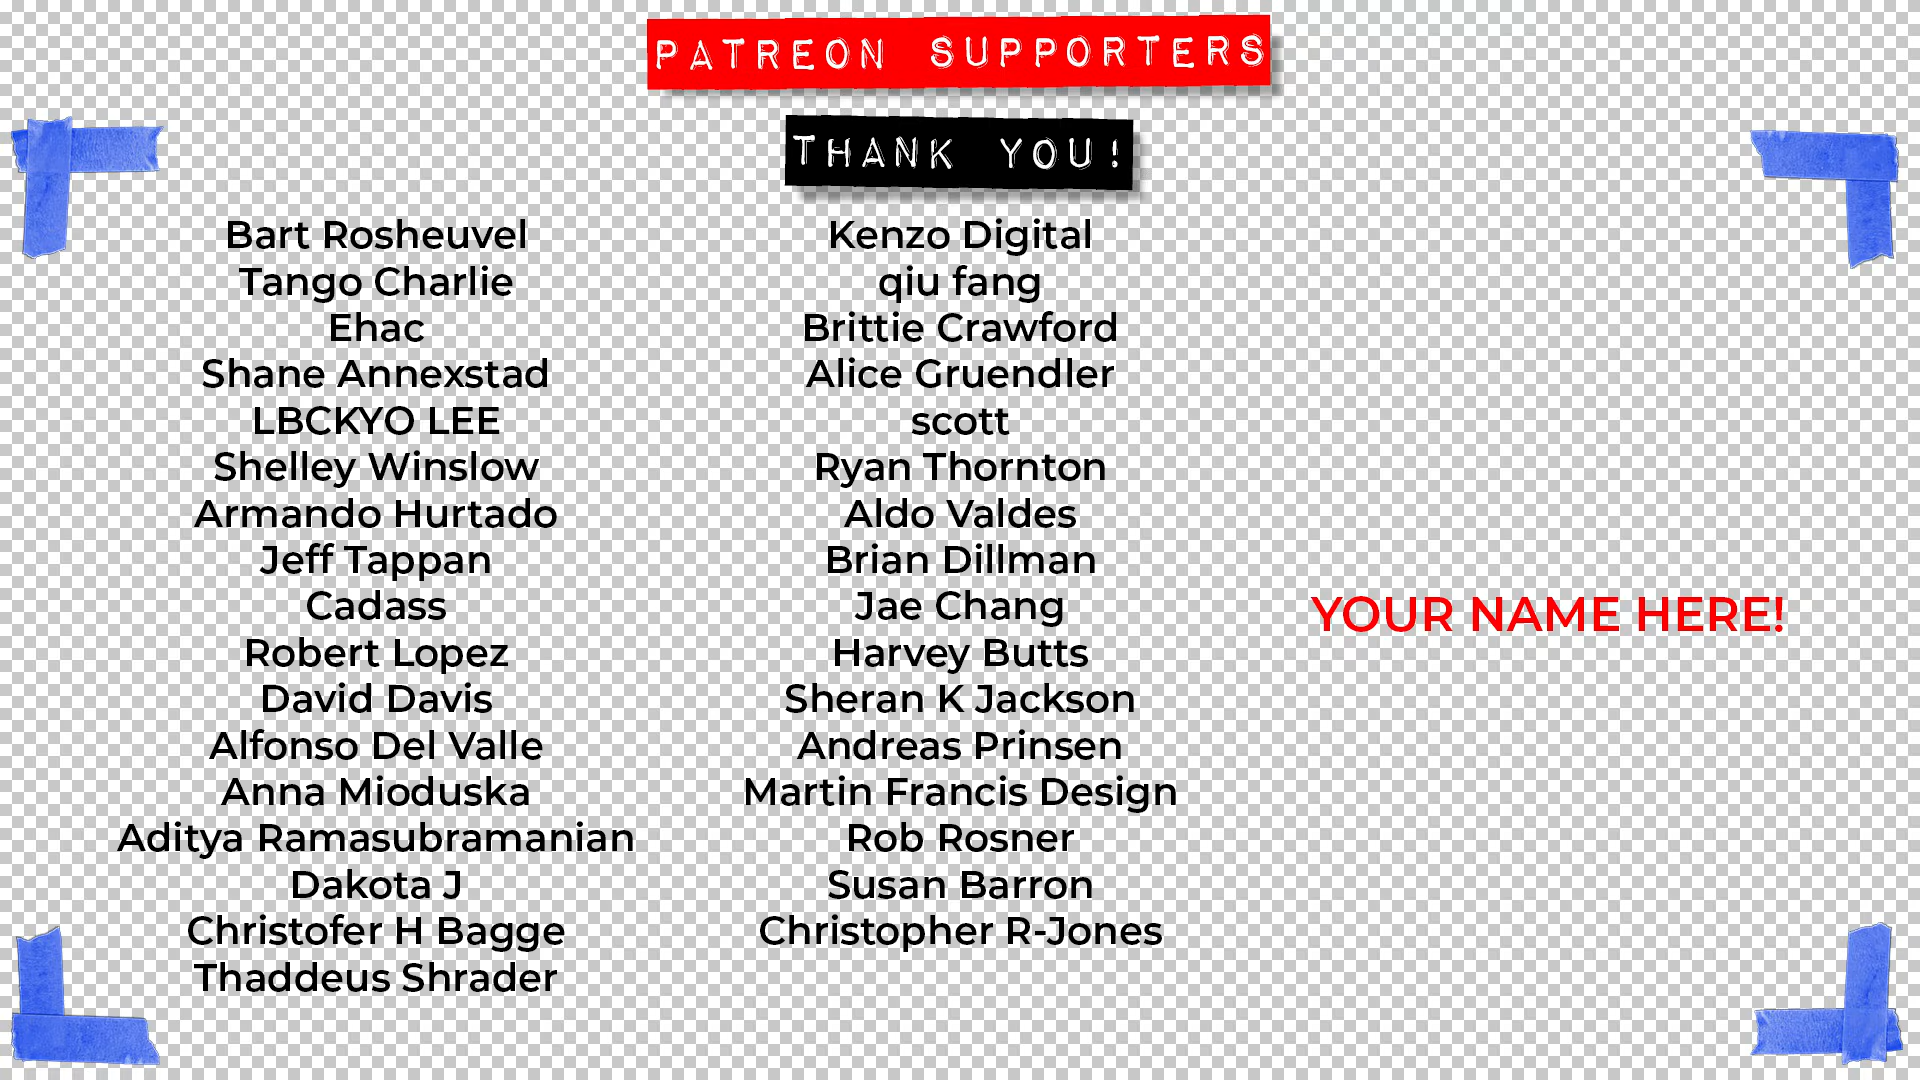 PATREON SUPPORTERS
THANK YOU!
Bart Rosheuvel
Tango Charlie
Ehac
Shane Annexstad
LBCKYO LEE
Shelley Winslow
Armando Hurtado
Jeff Tappan
Cadass
Robert Lopez
David Davis
Alfonso Del Valle
Anna Mioduska
Aditya Ramasubramanian
Dakota J
Christofer H Bagge
Thaddeus Shrader
Kenzo Digital
qiu fang
Brittie Crawford
Alice Gruendler
scott
Ryan Thornton
Aldo Valdes
Brian Dillman
Jae Chang
Harvey Butts
Sheran K Jackson
Andreas Prinsen
Martin Francis Design
Rob Rosner
Susan Barron
Christopher R-Jones
YOUR NAME HERE!